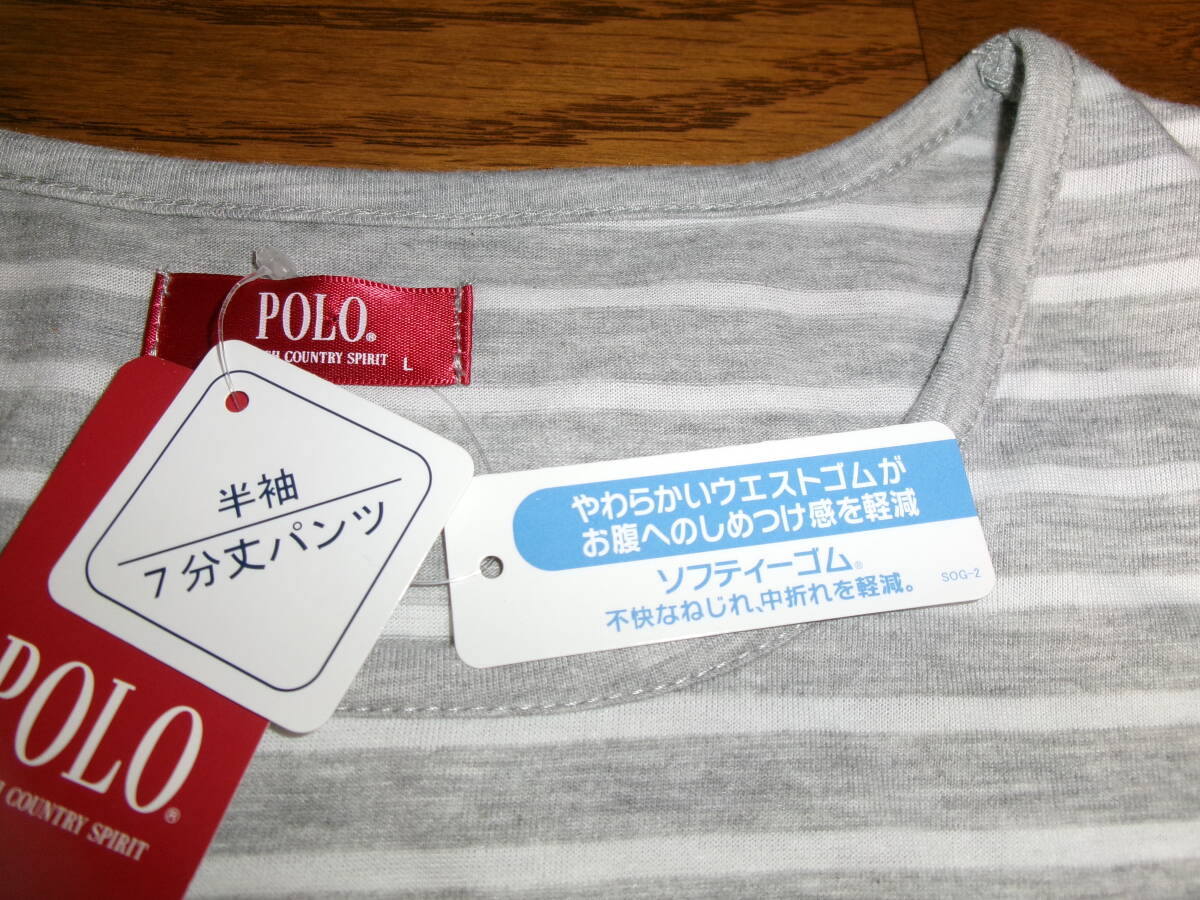 POLO®
COUNTRY SPIRIT L
半袖
7分丈パンツ
やわらかいウエストゴムが
お腹へのしめつけ感を軽減
ソフティーゴム®
不快なねじれ、中折れを軽減。
SOG-2
POLO®
COUNTRY SPIRIT